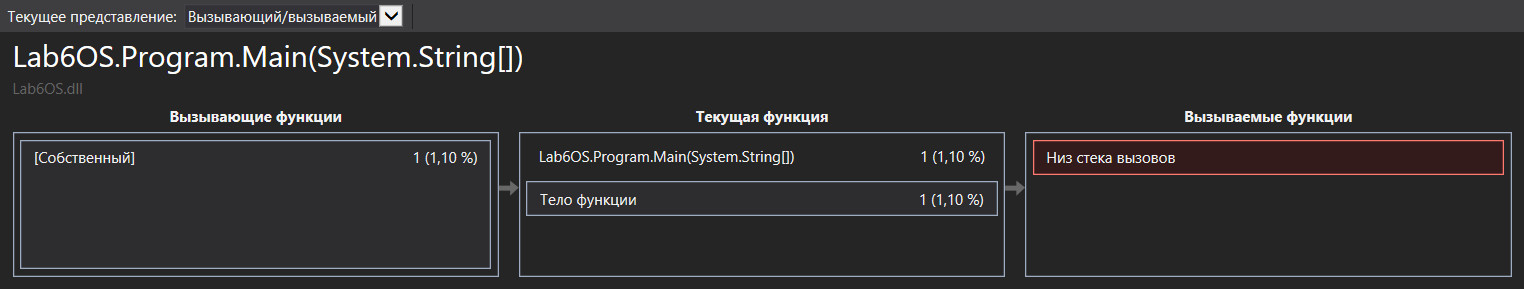 Текущее представление: Вызывающий/вызываемый
Lab6OS.Program.Main(System.String[])
Lab6OS.dll
Вызывающие функции
[Собственный] 1 (1,10 %)
Текущая функция
Lab6OS.Program.Main(System.String[]) 1 (1,10 %)
Тело функции 1 (1,10 %)
Вызываемые функции
Низ стека вызовов